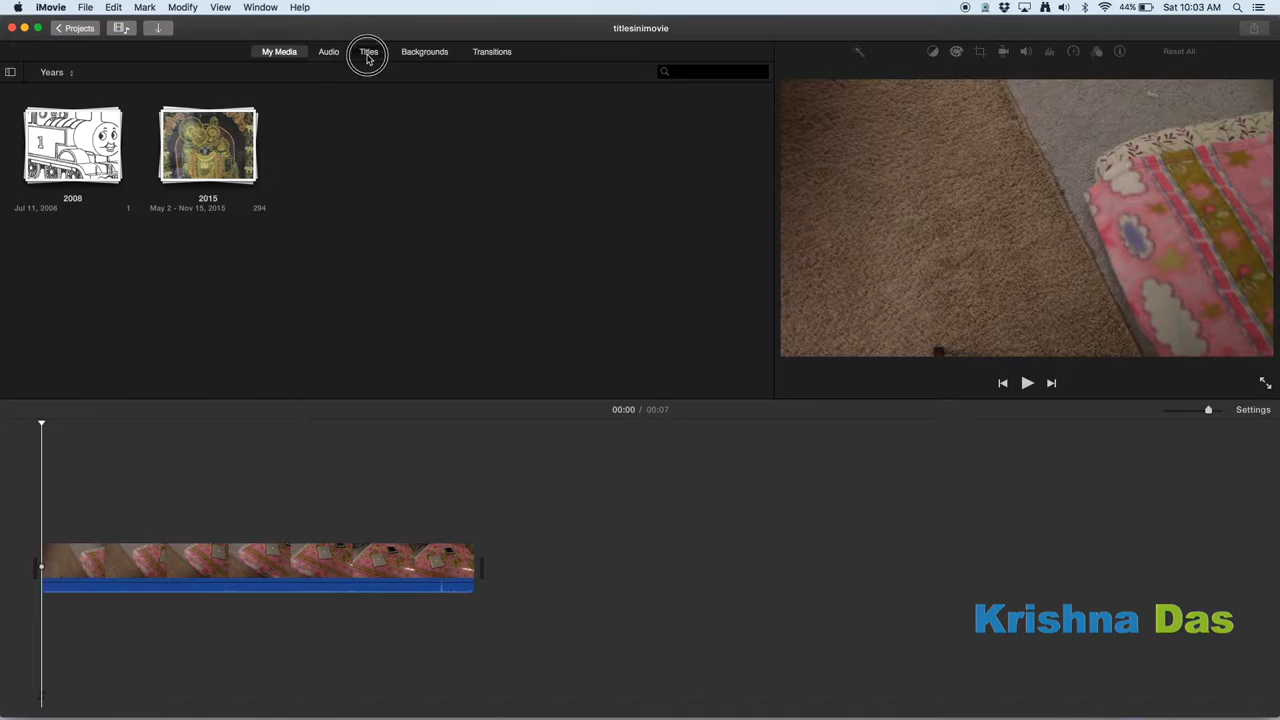 iMovie File Edit Mark Modify View Window Help 44% Sat 10:03 AM
Projects titlesinimovie
My Media Audio Titles Backgrounds Transitions Reset All
Years
1
2008
Jul 11, 2008 1
2015
May 2 - Nov 15, 2015 294
00:00 / 00:07 Settings
Krishna Das